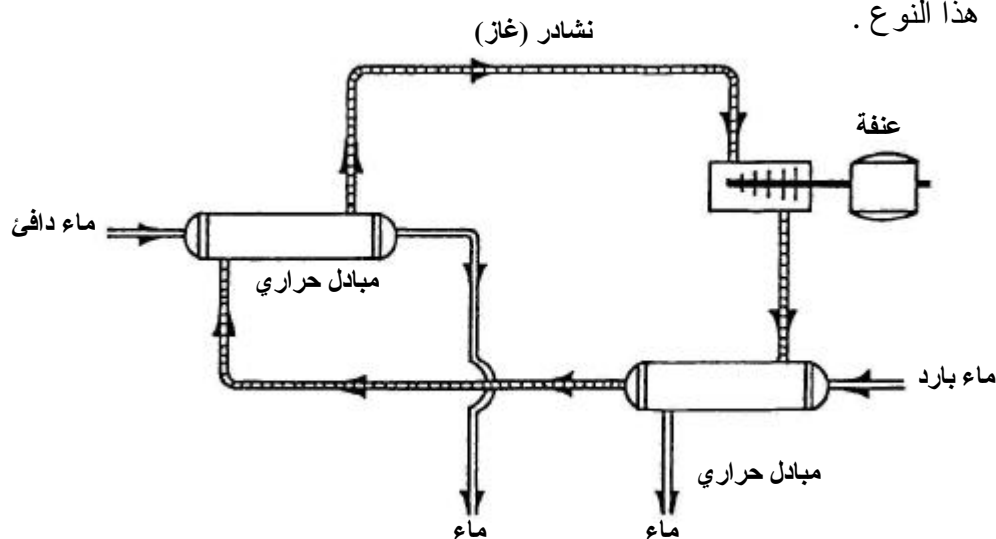 هذا النوع .
نشادر (غاز)
عنفة
ماء دافئ
مبادل حراري
ماء بارد
مبادل حراري
ماء
ماء